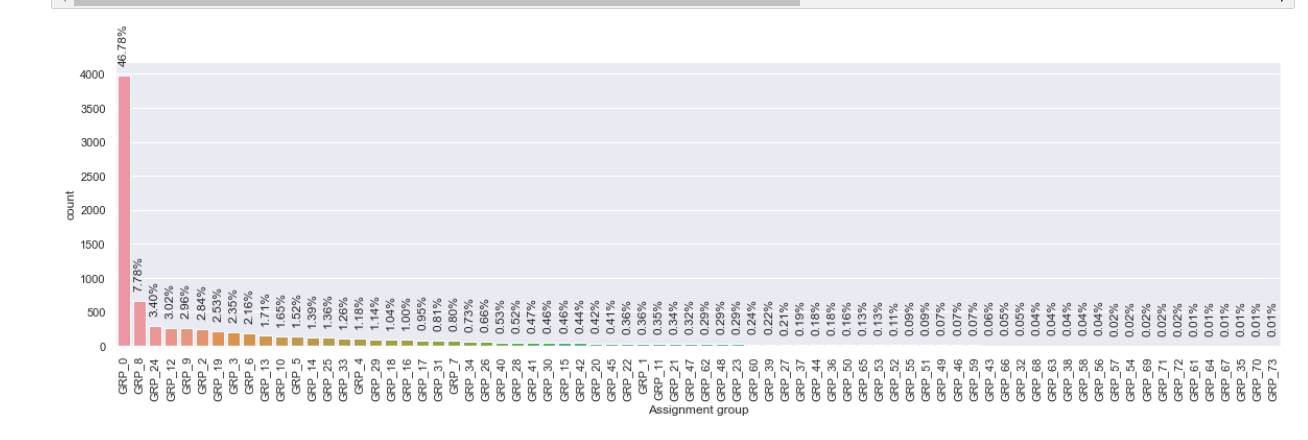 46.78% 7.78% 3.40% 3.02% 2.96% 2.84% 2.53% 2.35% 2.16% 1.71% 1.65% 1.52% 1.39% 1.36% 1.26% 1.18% 1.14% 1.04% 1.00% 0.95% 0.81% 0.80% 0.73% 0.66% 0.53% 0.52% 0.47% 0.46% 0.46% 0.44% 0.42% 0.41% 0.36% 0.36% 0.35% 0.34% 0.32% 0.29% 0.29% 0.29% 0.24% 0.22% 0.21% 0.19% 0.18% 0.18% 0.16% 0.13% 0.13% 0.11% 0.09% 0.09% 0.07% 0.07% 0.07% 0.06% 0.05% 0.05% 0.04% 0.04% 0.04% 0.04% 0.04% 0.02% 0.02% 0.02% 0.02% 0.02% 0.01% 0.01% 0.01% 0.01% 0.01% 0.01%
4000
3500
3000
2500
2000
1500
1000
500
0
count
GRP_0 GRP_8 GRP_24 GRP_12 GRP_9 GRP_2 GRP_19 GRP_3 GRP_6 GRP_13 GRP_10 GRP_5 GRP_14 GRP_25 GRP_33 GRP_4 GRP_29 GRP_18 GRP_16 GRP_17 GRP_31 GRP_7 GRP_34 GRP_26 GRP_40 GRP_28 GRP_41 GRP_30 GRP_15 GRP_42 GRP_20 GRP_45 GRP_22 GRP_1 GRP_11 GRP_21 GRP_47 GRP_62 GRP_48 GRP_23 GRP_60 GRP_39 GRP_27 GRP_37 GRP_44 GRP_36 GRP_50 GRP_65 GRP_53 GRP_52 GRP_55 GRP_51 GRP_49 GRP_46 GRP_59 GRP_43 GRP_66 GRP_32 GRP_68 GRP_63 GRP_38 GRP_58 GRP_56 GRP_57 GRP_54 GRP_69 GRP_71 GRP_72 GRP_61 GRP_64 GRP_67 GRP_35 GRP_70 GRP_73
Assignment group